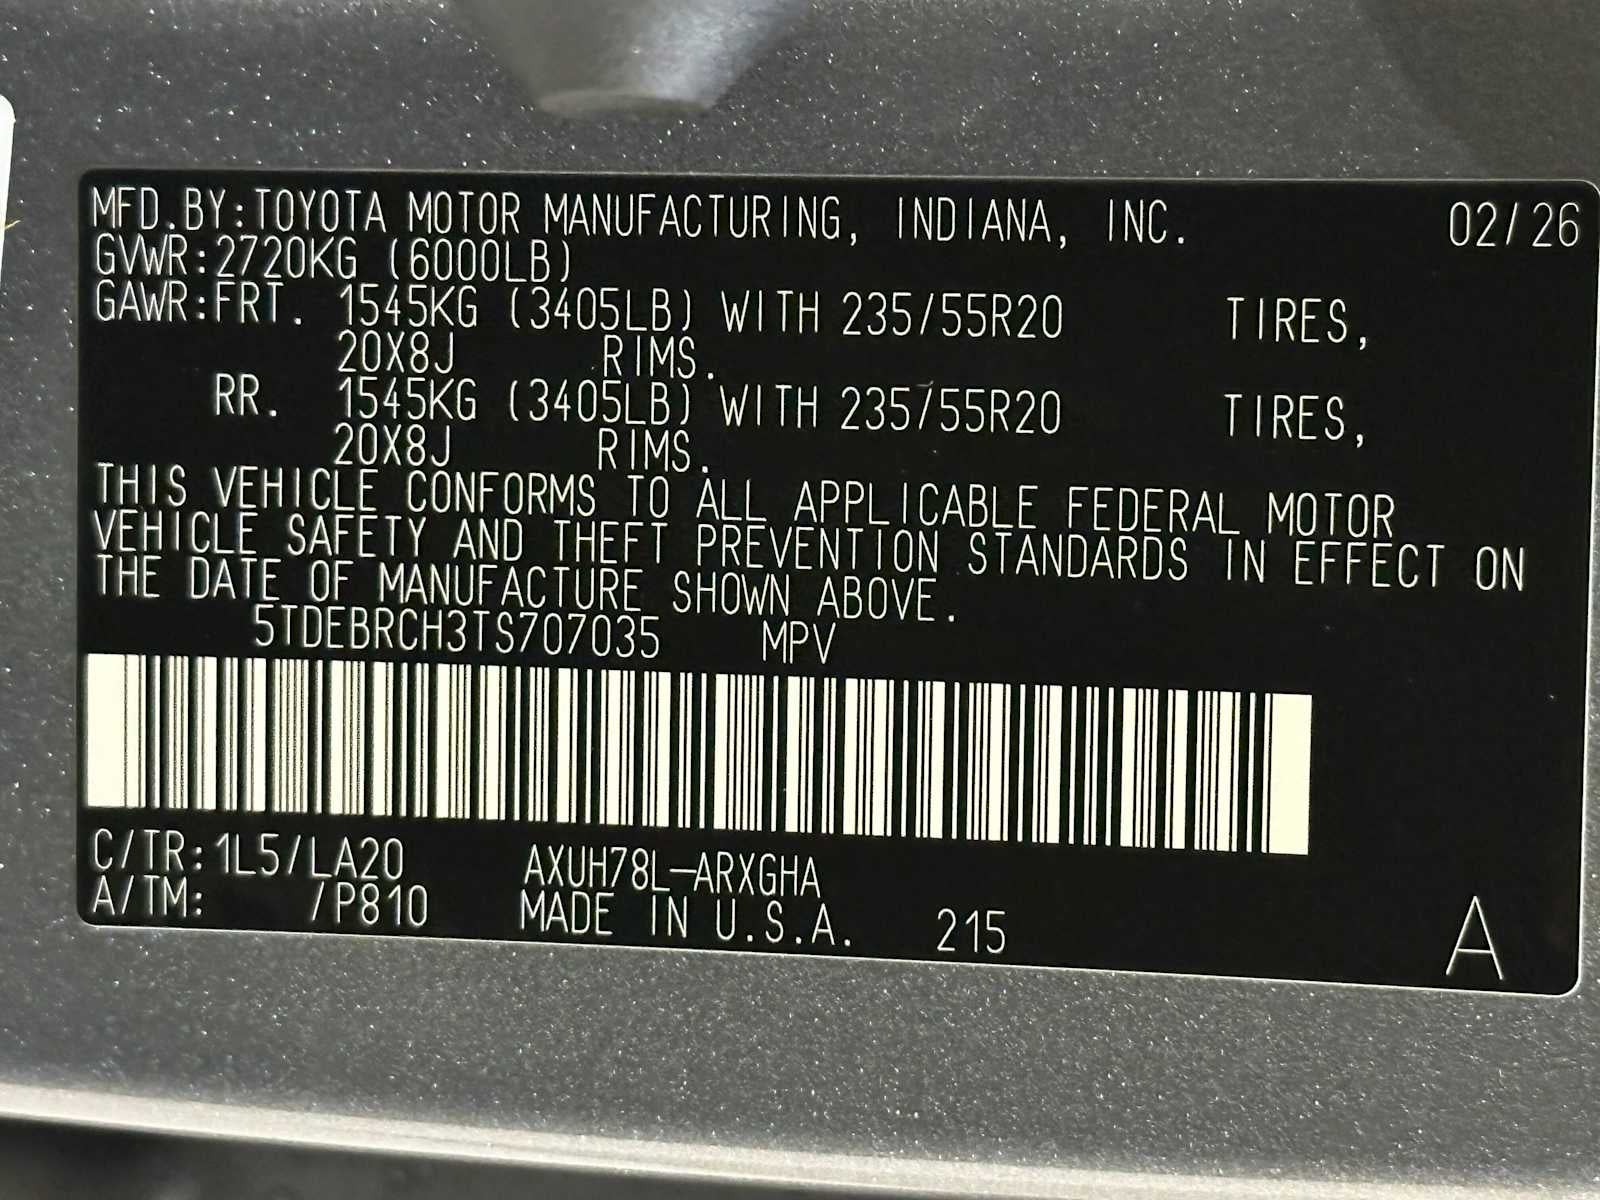 MFD.BY:TOYOTA MOTOR MANUFACTURING, INDIANA, INC. 02/26
GVWR:2720KG (6000LB)
GAWR:FRT. 1545KG (3405LB) WITH 235/55R20 TIRES,
20X8J RIMS.
RR. 1545KG (3405LB) WITH 235/55R20 TIRES,
20X8J RIMS.
THIS VEHICLE CONFORMS TO ALL APPLICABLE FEDERAL MOTOR
VEHICLE SAFETY AND THEFT PREVENTION STANDARDS IN EFFECT ON
THE DATE OF MANUFACTURE SHOWN ABOVE.
5TDEBRCH3TS707035 MPV
C/TR:1L5/LA20 AXUH78L-ARXGHA
A/TM: /P810 MADE IN U.S.A. 215 A